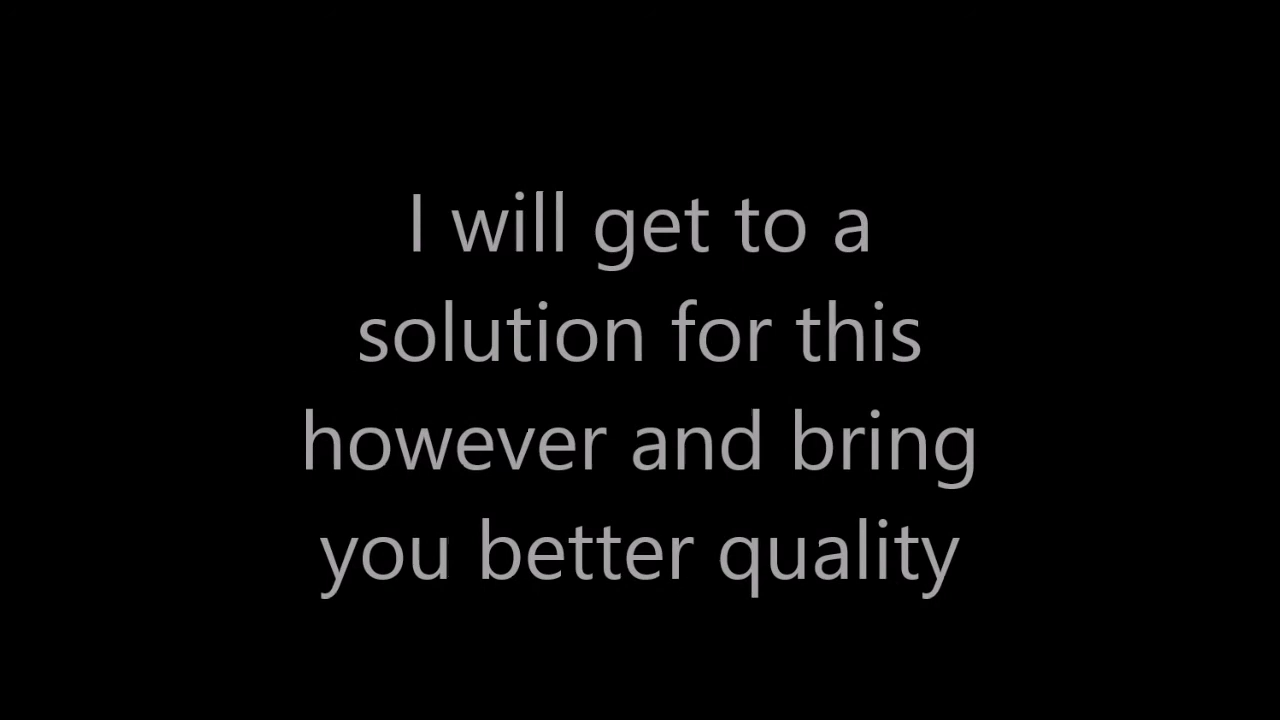 I will get to a
solution for this
however and bring
you better quality